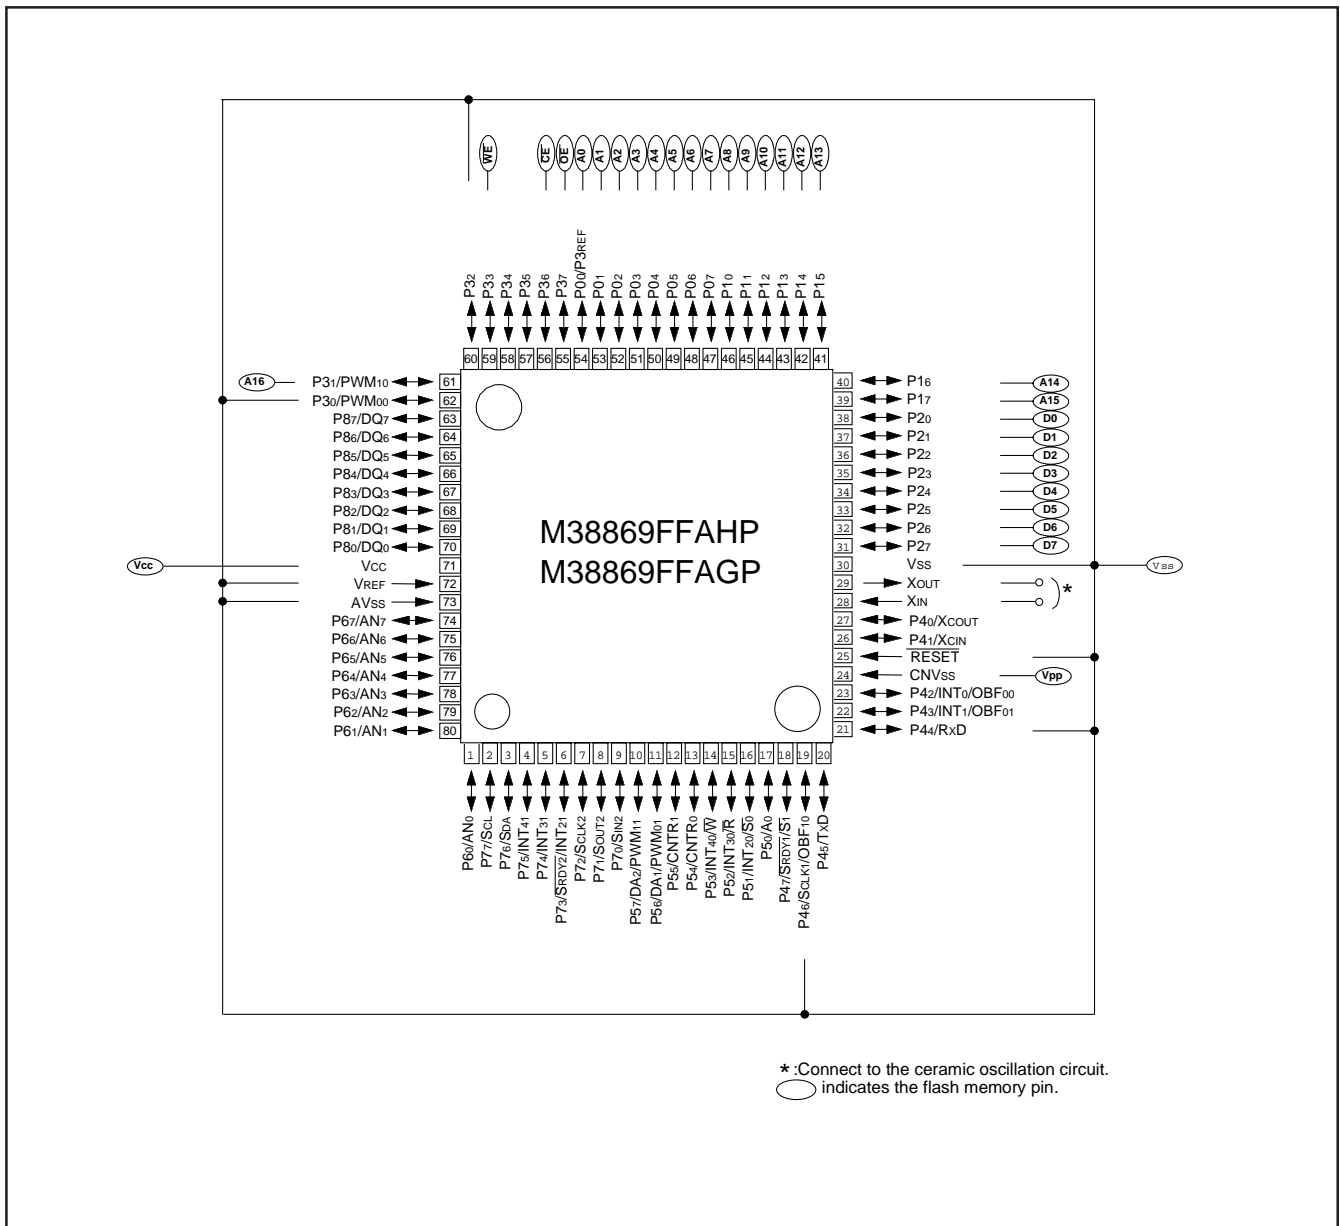 WE CE OE A0 A1 A2 A3 A4 A5 A6 A7 A8 A9 A10 A11 A12 A13
P32 P33 P34 P35 P36 P37 P00/P3REF P01 P02 P03 P04 P05 P06 P07 P10 P11 P12 P13 P14 P15
60 59 58 57 56 55 54 53 52 51 50 49 48 47 46 45 44 43 42 41
A16 P31/PWM10 61
P30/PWM00 62
P87/DQ7 63
P86/DQ6 64
P85/DQ5 65
P84/DQ4 66
P83/DQ3 67
P82/DQ2 68
P81/DQ1 69
P80/DQ0 70
Vcc VCC 71
VREF 72
AVSS 73
P67/AN7 74
P66/AN6 75
P65/AN5 76
P64/AN4 77
P63/AN3 78
P62/AN2 79
P61/AN1 80
M38869FFAHP
M38869FFAGP
40 P16 A14
39 P17 A15
38 P20 D0
37 P21 D1
36 P22 D2
35 P23 D3
34 P24 D4
33 P25 D5
32 P26 D6
31 P27 D7
30 VSS Vss
29 XOUT
28 XIN *
27 P40/XCOUT
26 P41/XCIN
25 RESET
24 CNVSS Vpp
23 P42/INT0/OBF00
22 P43/INT1/OBF01
21 P44/RxD
1 2 3 4 5 6 7 8 9 10 11 12 13 14 15 16 17 18 19 20
P60/AN0
P77/SCL
P76/SDA
P75/INT41
P74/INT31
P73/SRDY2/INT21
P72/SCLK2
P71/SOUT2
P70/SIN2
P57/DA2/PWM11
P56/DA1/PWM01
P55/CNTR1
P54/CNTR0
P53/INT40/W
P52/INT30/R
P51/INT20/S0
P50/A0
P47/SRDY1/S1
P46/SCLK1/OBF10
P45/TxD
* :Connect to the ceramic oscillation circuit.
indicates the flash memory pin.